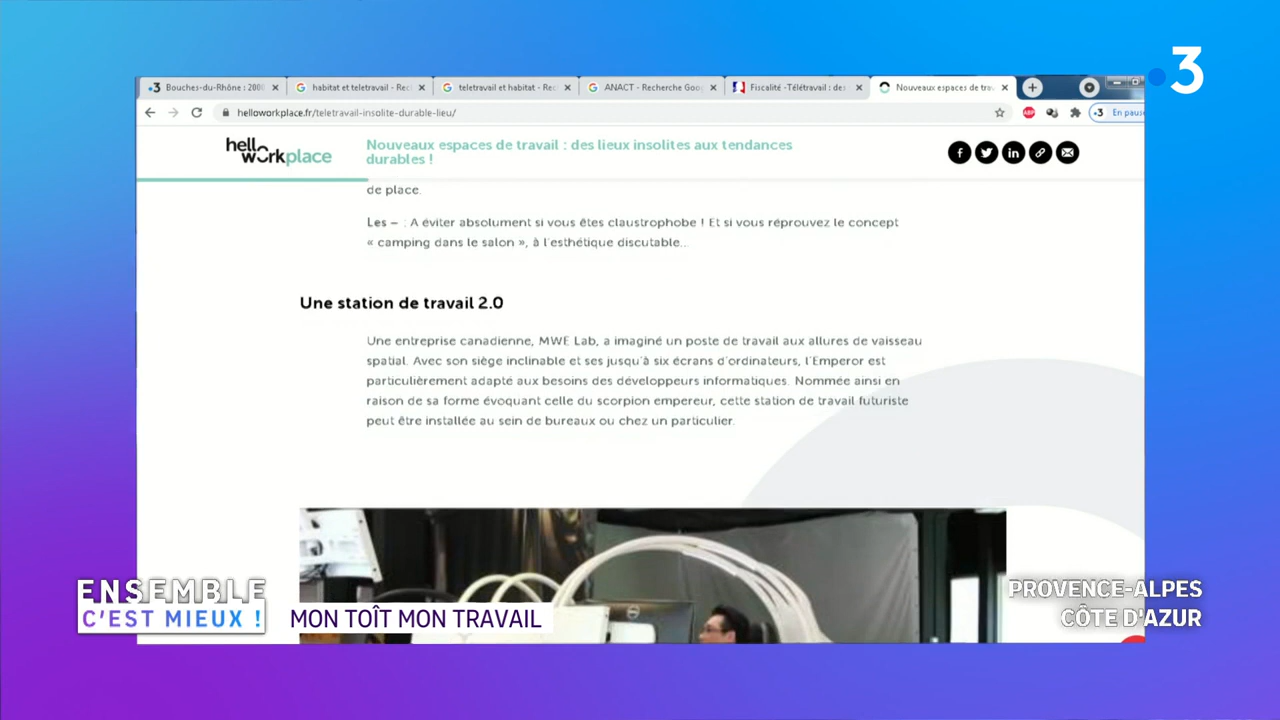 3
Bouches-du-Rhône : 2000
habitat et teletravail - Rec
teletravail et habitat - Rec
ANACT - Recherche Goog
Fiscalité -Télétravail : des
Nouveaux espaces de trav
helloworkplace.fr/teletravail-insolite-durable-lieu/
ABP
3 En pause
hello
workplace
Nouveaux espaces de travail : des lieux insolites aux tendances
durables !
de place.
Les – : A éviter absolument si vous êtes claustrophobe ! Et si vous réprouvez le concept
« camping dans le salon », à l'esthétique discutable...
Une station de travail 2.0
Une entreprise canadienne, MWE Lab, a imaginé un poste de travail aux allures de vaisseau
spatial. Avec son siège inclinable et ses jusqu'à six écrans d'ordinateurs, l'Emperor est
particulièrement adapté aux besoins des développeurs informatiques. Nommée ainsi en
raison de sa forme évoquant celle du scorpion empereur, cette station de travail futuriste
peut être installée au sein de bureaux ou chez un particulier.
ENSEMBLE
C'EST MIEUX !
MON TOÎT MON TRAVAIL
PROVENCE-ALPES
CÔTE D'AZUR